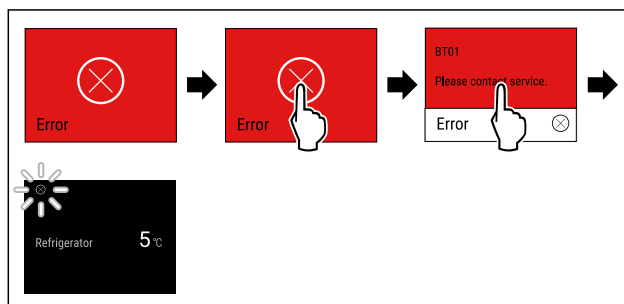 Error
Error
BT01
Please contact service.
Error
Refrigerator 5 °C